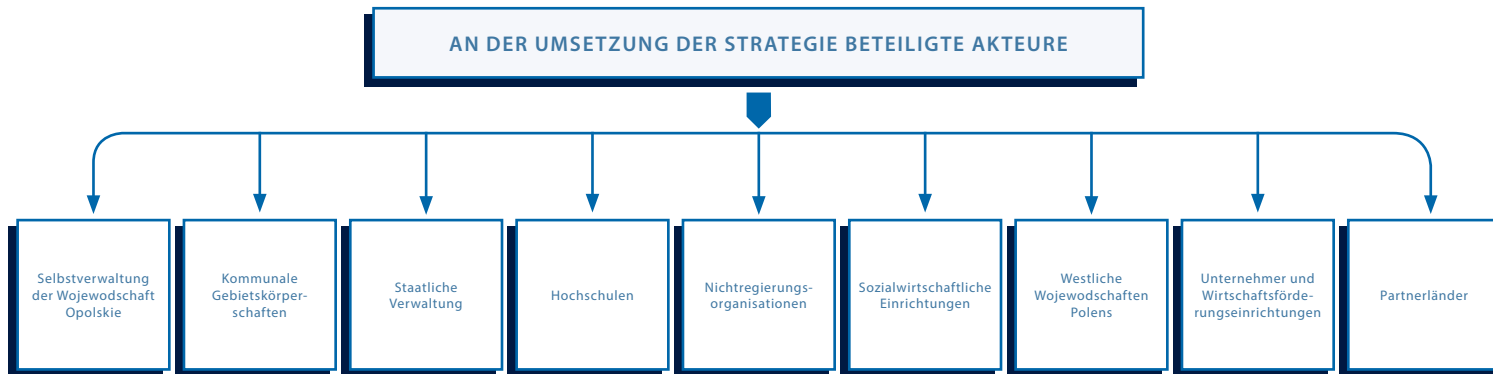 AN DER UMSETZUNG DER STRATEGIE BETEILIGTE AKTEURE
Selbstverwaltung
der Wojewodschaft
Opolskie
Kommunale
Gebietskörper-
schaften
Staatliche
Verwaltung
Hochschulen
Nichtregierungs-
organisationen
Sozialwirtschaftliche
Einrichtungen
Westliche
Wojewodschaften
Polens
Unternehmer und
Wirtschaftsförde-
rungseinrichtungen
Partnerländer